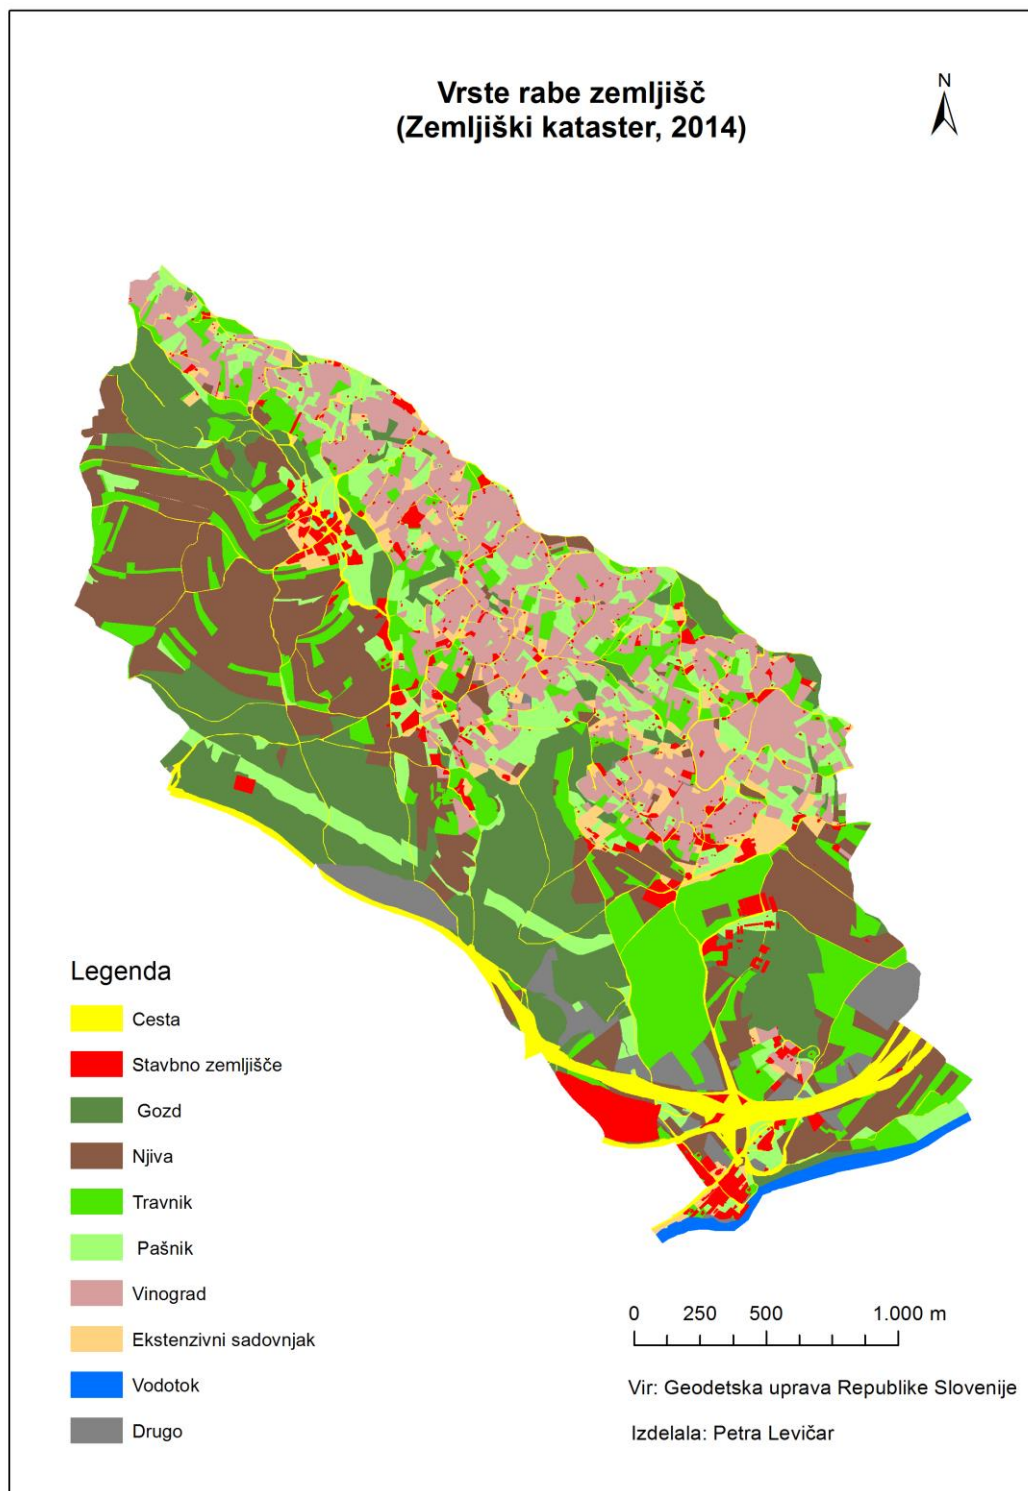 Vrste rabe zemljišč
(Zemljiški kataster, 2014)
N
Legenda
Cesta
Stavbno zemljišče
Gozd
Njiva
Travnik
Pašnik
Vinograd
Ekstenzivni sadovnjak
Vodotok
Drugo
0 250 500 1.000 m
Vir: Geodetska uprava Republike Slovenije
Izdelala: Petra Levičar